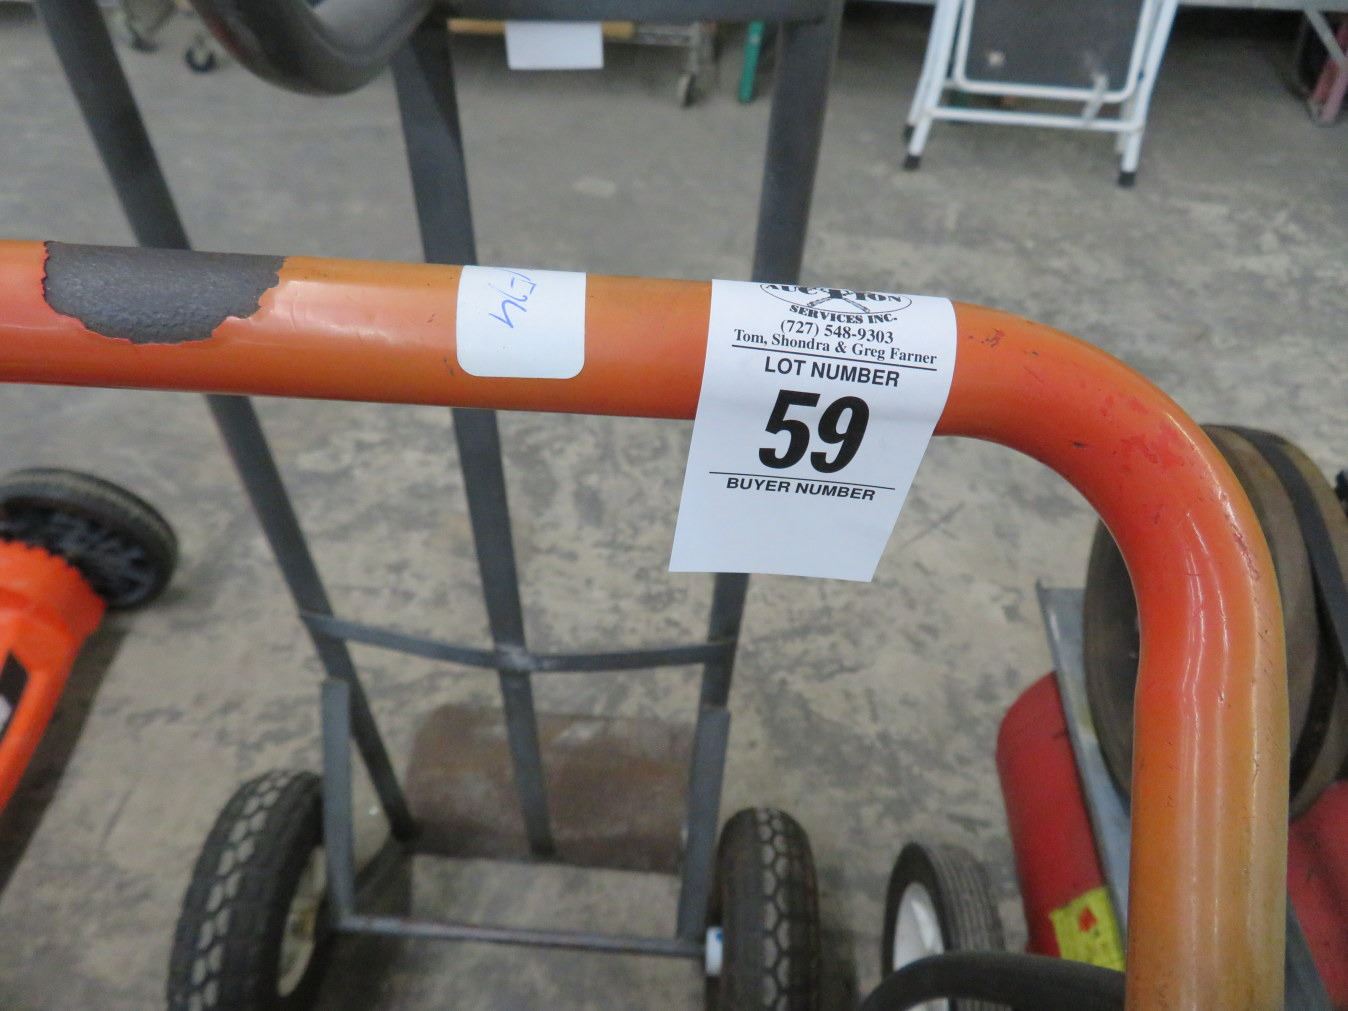 AUCTION
SERVICES INC.
(727) 548-9303
Tom, Shondra & Greg Farner
LOT NUMBER
59
BUYER NUMBER